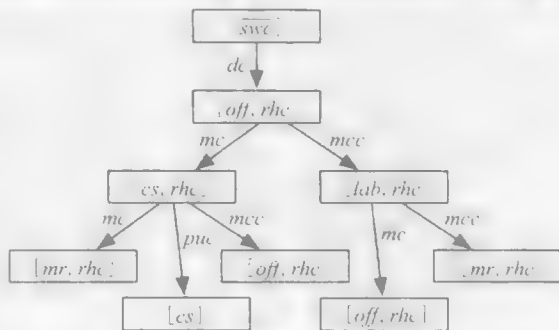 swc]
dc
[off, rhc
mc mcc
cs, rhc] [lab, rhc
mc puc mcc mc mcc
[mr, rhc] [off, rhc [mr, rhc
[cs] [off, rhc]